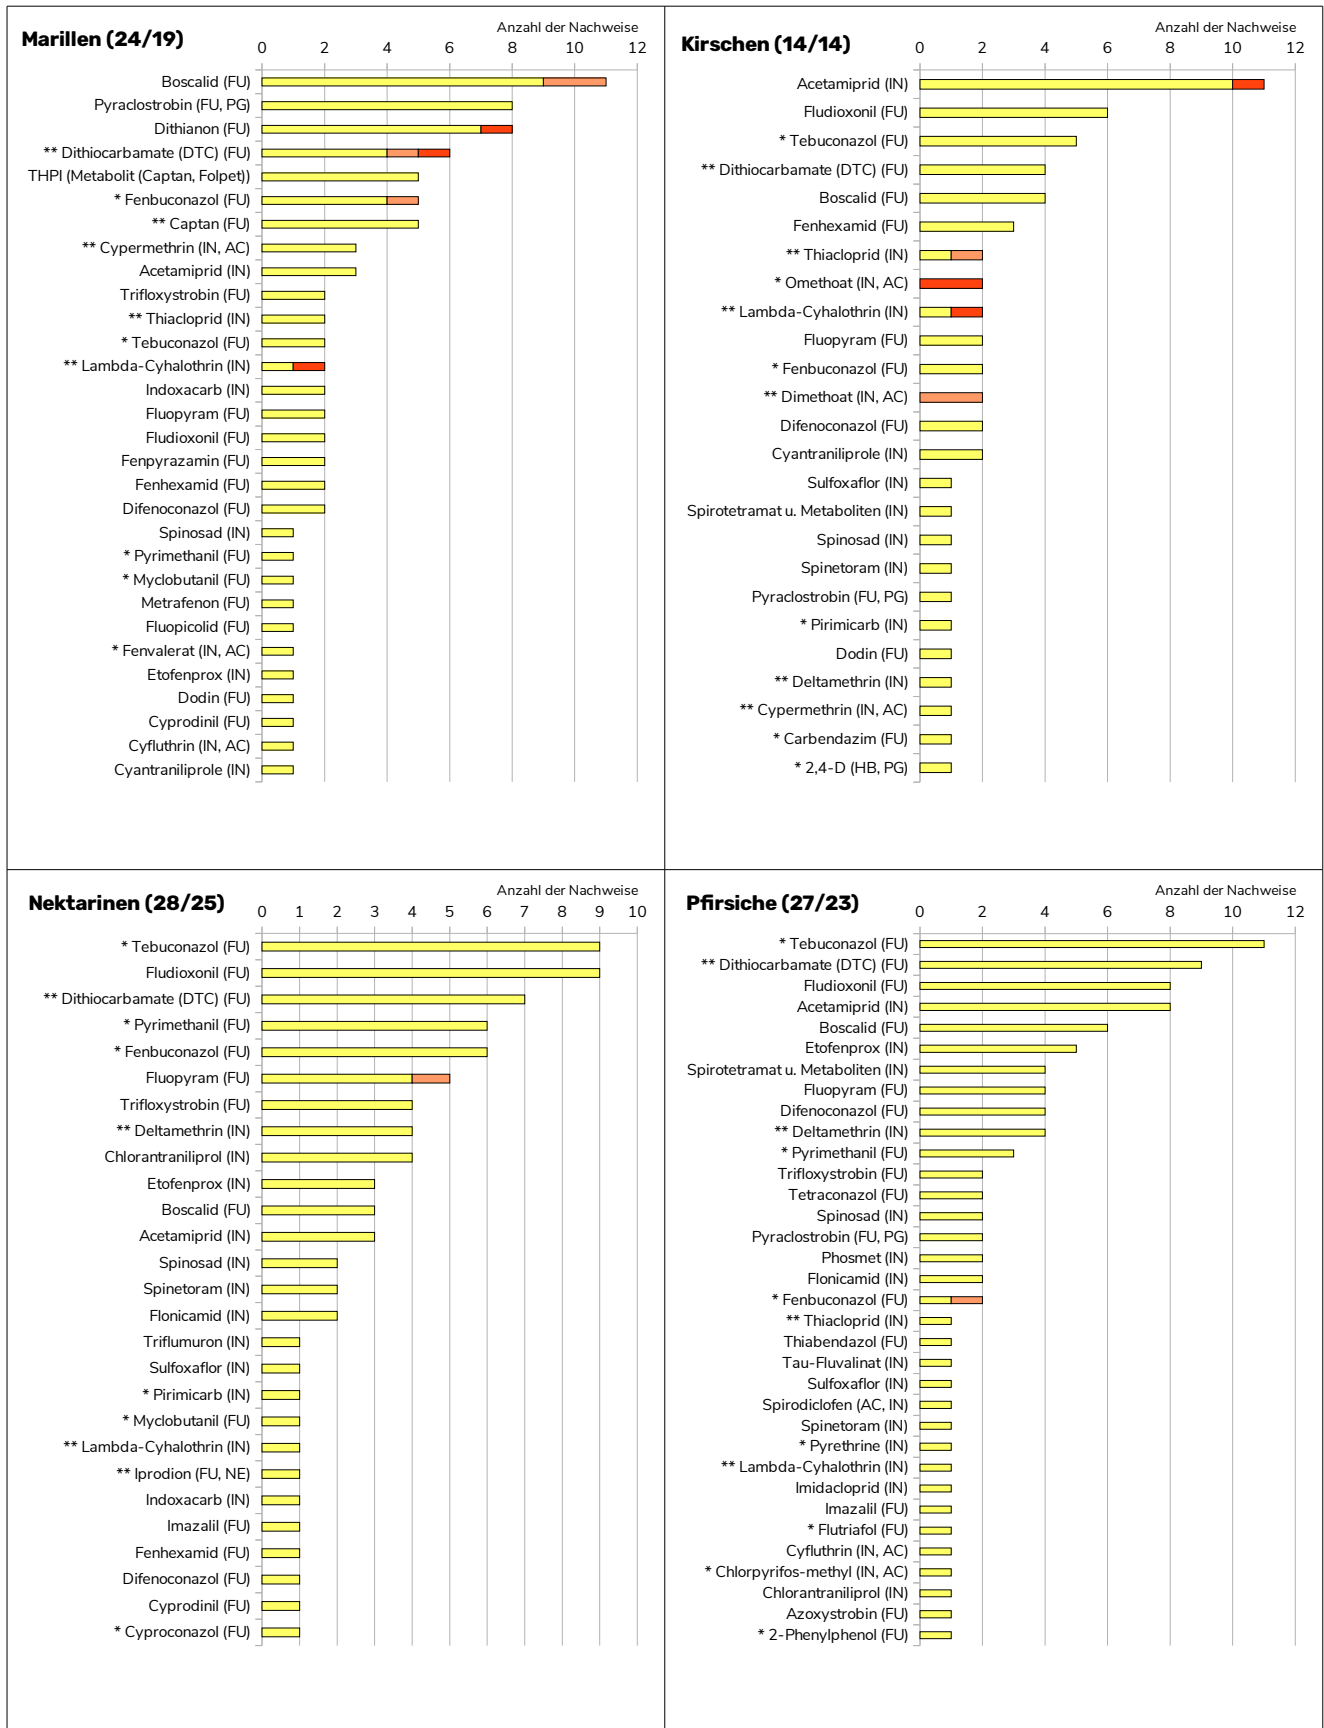 Marillen (24/19)
Anzahl der Nachweise
0 2 4 6 8 10 12
Boscalid (FU)
Pyraclostrobin (FU, PG)
Dithianon (FU)
** Dithiocarbamate (DTC) (FU)
THPI (Metabolit (Captan, Folpet))
* Fenbuconazol (FU)
** Captan (FU)
** Cypermethrin (IN, AC)
Acetamiprid (IN)
Trifloxystrobin (FU)
** Thiacloprid (IN)
* Tebuconazol (FU)
** Lambda-Cyhalothrin (IN)
Indoxacarb (IN)
Fluopyram (FU)
Fludioxonil (FU)
Fenpyrazamin (FU)
Fenhexamid (FU)
Difenoconazol (FU)
Spinosad (IN)
* Pyrimethanil (FU)
* Myclobutanil (FU)
Metrafenon (FU)
Fluopicolid (FU)
* Fenvalerat (IN, AC)
Etofenprox (IN)
Dodin (FU)
Cyprodinil (FU)
Cyfluthrin (IN, AC)
Cyantraniliprole (IN)
Kirschen (14/14)
Anzahl der Nachweise
0 2 4 6 8 10 12
Acetamiprid (IN)
Fludioxonil (FU)
* Tebuconazol (FU)
** Dithiocarbamate (DTC) (FU)
Boscalid (FU)
Fenhexamid (FU)
** Thiacloprid (IN)
* Omethoat (IN, AC)
** Lambda-Cyhalothrin (IN)
Fluopyram (FU)
* Fenbuconazol (FU)
** Dimethoat (IN, AC)
Difenoconazol (FU)
Cyantraniliprole (IN)
Sulfoxaflor (IN)
Spirotetramat u. Metaboliten (IN)
Spinosad (IN)
Spinetoram (IN)
Pyraclostrobin (FU, PG)
* Pirimicarb (IN)
Dodin (FU)
** Deltamethrin (IN)
** Cypermethrin (IN, AC)
* Carbendazim (FU)
* 2,4-D (HB, PG)
Nektarinen (28/25)
Anzahl der Nachweise
0 1 2 3 4 5 6 7 8 9 10
* Tebuconazol (FU)
Fludioxonil (FU)
** Dithiocarbamate (DTC) (FU)
* Pyrimethanil (FU)
* Fenbuconazol (FU)
Fluopyram (FU)
Trifloxystrobin (FU)
** Deltamethrin (IN)
Chlorantraniliprol (IN)
Etofenprox (IN)
Boscalid (FU)
Acetamiprid (IN)
Spinosad (IN)
Spinetoram (IN)
Flonicamid (IN)
Triflumuron (IN)
Sulfoxaflor (IN)
* Pirimicarb (IN)
* Myclobutanil (FU)
** Lambda-Cyhalothrin (IN)
** Iprodion (FU, NE)
Indoxacarb (IN)
Imazalil (FU)
Fenhexamid (FU)
Difenoconazol (FU)
Cyprodinil (FU)
* Cyproconazol (FU)
Pfirsiche (27/23)
Anzahl der Nachweise
0 2 4 6 8 10 12
* Tebuconazol (FU)
** Dithiocarbamate (DTC) (FU)
Fludioxonil (FU)
Acetamiprid (IN)
Boscalid (FU)
Etofenprox (IN)
Spirotetramat u. Metaboliten (IN)
Fluopyram (FU)
Difenoconazol (FU)
** Deltamethrin (IN)
* Pyrimethanil (FU)
Trifloxystrobin (FU)
Tetraconazol (FU)
Spinosad (IN)
Pyraclostrobin (FU, PG)
Phosmet (IN)
Flonicamid (IN)
* Fenbuconazol (FU)
** Thiacloprid (IN)
Thiabendazol (FU)
Tau-Fluvalinat (IN)
Sulfoxaflor (IN)
Spirodiclofen (AC, IN)
Spinetoram (IN)
* Pyrethrine (IN)
** Lambda-Cyhalothrin (IN)
Imidacloprid (IN)
Imazalil (FU)
* Flutriafol (FU)
Cyfluthrin (IN, AC)
* Chlorpyrifos-methyl (IN, AC)
Chlorantraniliprol (IN)
Azoxystrobin (FU)
* 2-Phenylphenol (FU)